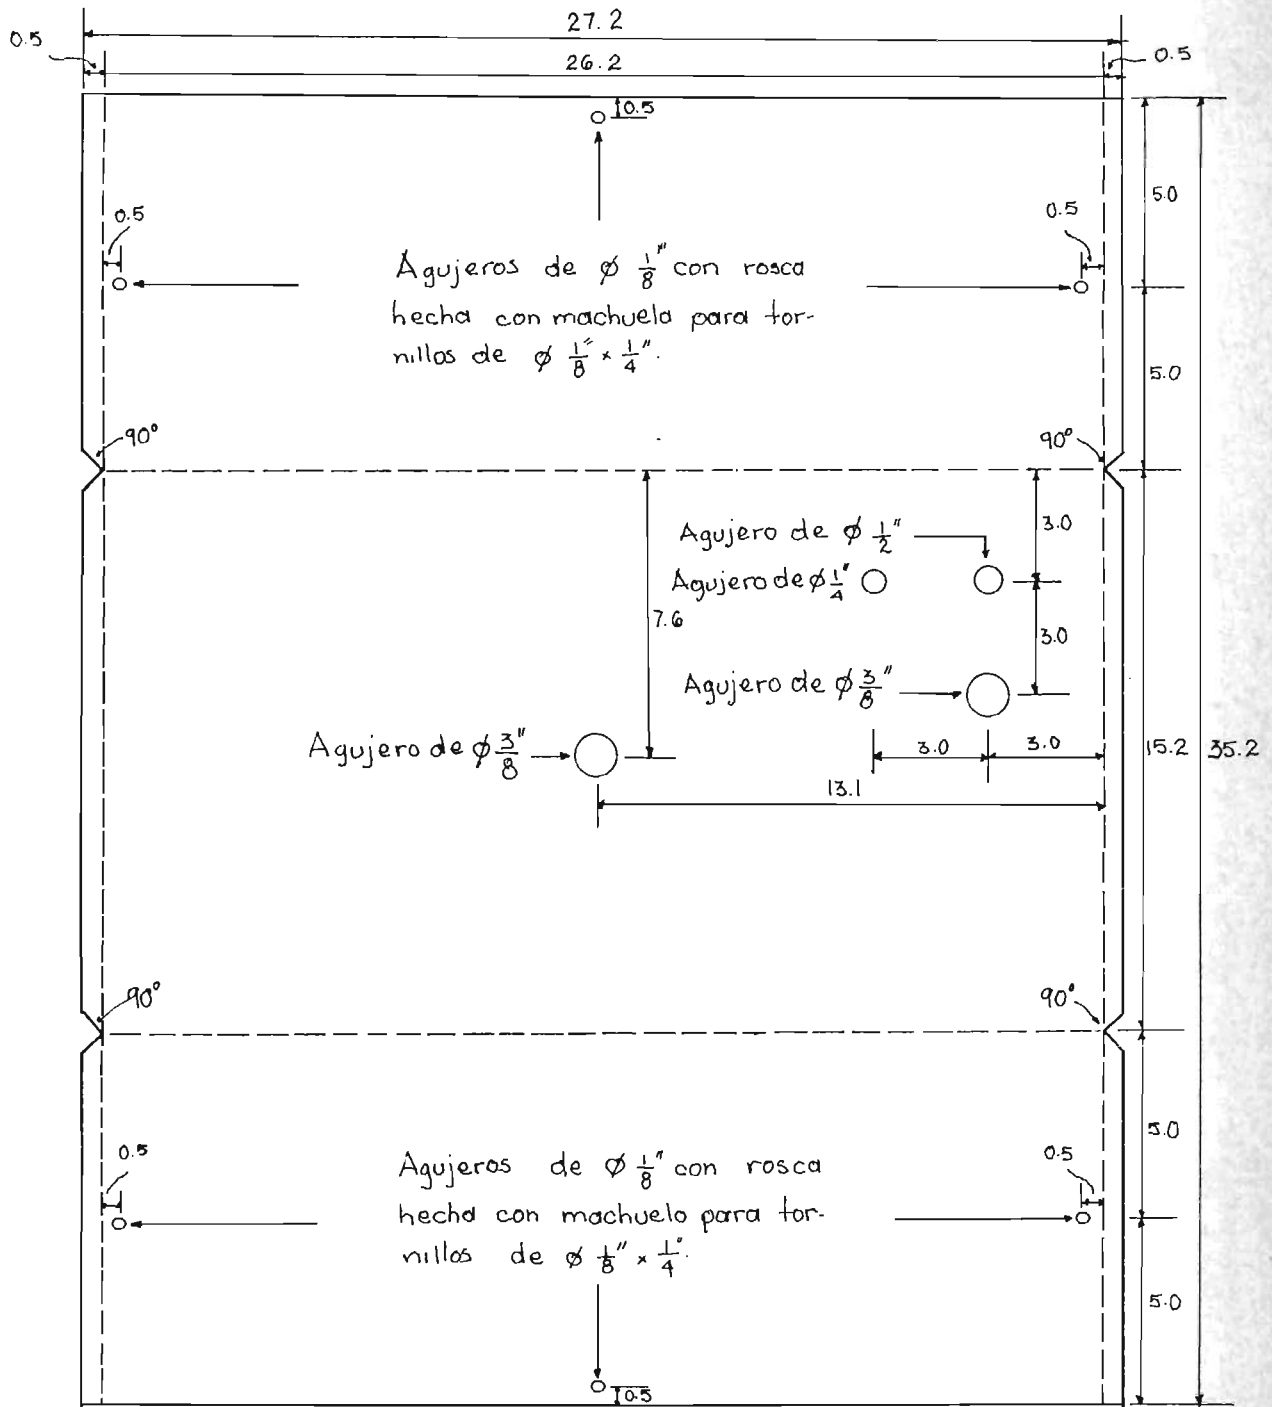 27.2
0.5
26.2
0.5
0.5
5.0
0.5
0.5
Agujeros de ø 1/8" con rosca
hecha con machuelo para tor-
nillos de ø 1/8" x 1/4".
5.0
90°
90°
3.0
Agujero de ø 1/2"
Agujero de ø 1/4"
7.6
3.0
Agujero de ø 3/8"
Agujero de ø 3/8"
3.0
3.0
15.2
35.2
13.1
90°
90°
5.0
0.5
0.5
Agujeros de ø 1/8" con rosca
hecha con machuelo para tor-
nillos de ø 1/8" x 1/4".
5.0
0.5